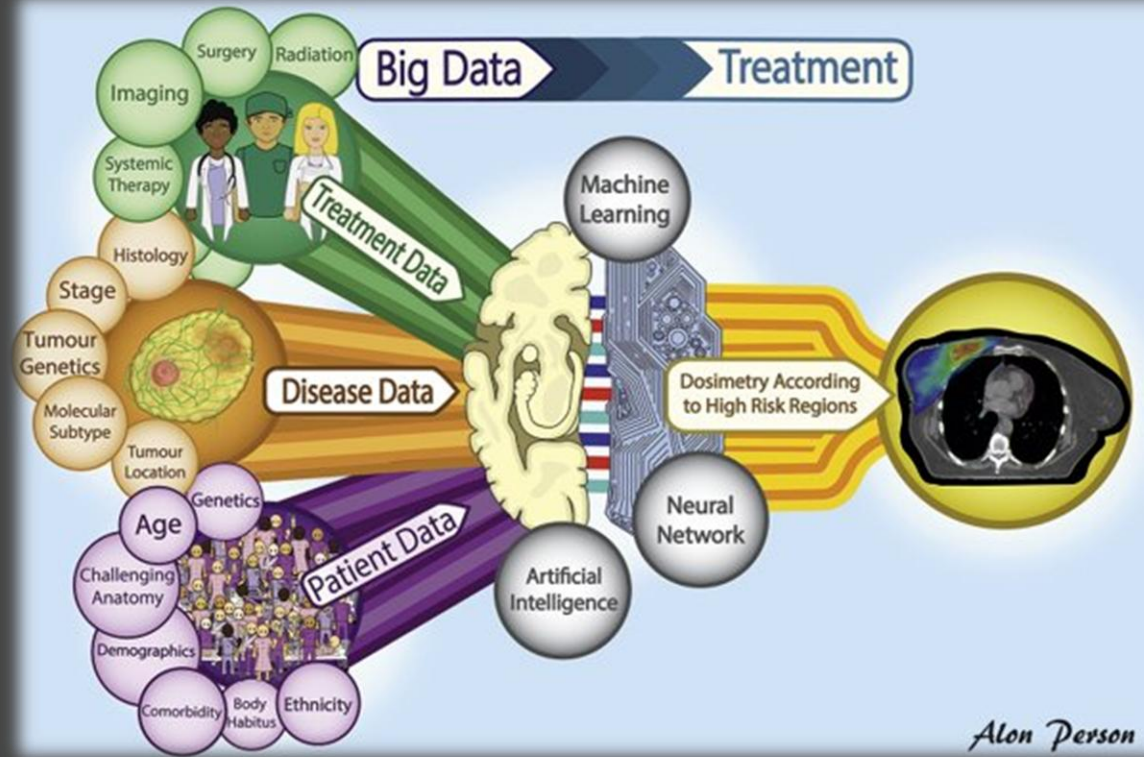 Big Data
Treatment
Surgery
Radiation
Imaging
Systemic
Therapy
Treatment Data
Histology
Stage
Tumour
Genetics
Molecular
Subtype
Tumour
Location
Disease Data
Genetics
Age
Challenging
Anatomy
Demographics
Comorbidity
Body
Habitus
Ethnicity
Patient Data
Machine
Learning
Neural
Network
Artificial
Intelligence
Dosimetry According
to High Risk Regions
Alon Person